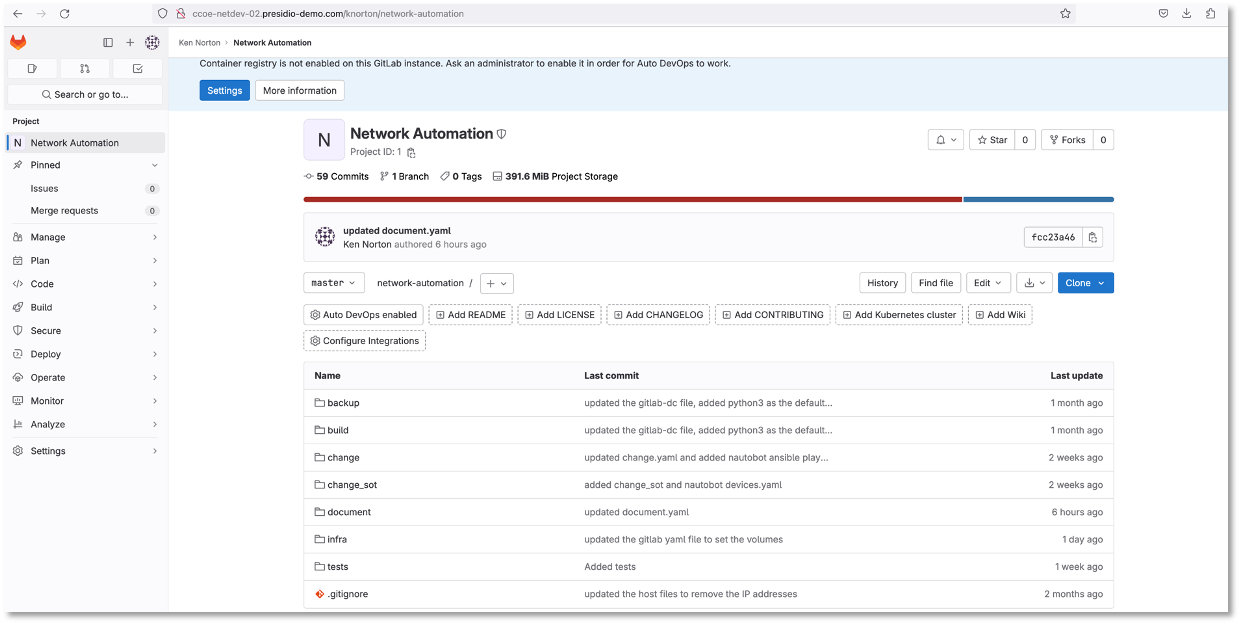 ccoe-netdev-02.presidio-demo.com/knorton/network-automation
Ken Norton › Network Automation
Container registry is not enabled on this GitLab instance. Ask an administrator to enable it in order for Auto DevOps to work.
Settings More information
Search or go to...
Project
N Network Automation
Pinned
Issues 0
Merge requests 0
Manage
Plan
Code
Build
Secure
Deploy
Operate
Monitor
Analyze
Settings
N
Network Automation
Project ID: 1
Star 0 Forks 0
59 Commits 1 Branch 0 Tags 391.6 MiB Project Storage
updated document.yaml
Ken Norton authored 6 hours ago
fcc23a46
master network-automation / + History Find file Edit Clone
Auto DevOps enabled Add README Add LICENSE Add CHANGELOG Add CONTRIBUTING Add Kubernetes cluster Add Wiki
Configure Integrations
Name Last commit Last update
backup updated the gitlab-dc file, added python3 as the default... 1 month ago
build updated the gitlab-dc file, added python3 as the default... 1 month ago
change updated change.yaml and added nautobot ansible play... 2 weeks ago
change_sot added change_sot and nautobot devices.yaml 2 weeks ago
document updated document.yaml 6 hours ago
infra updated the gitlab yaml file to set the volumes 1 day ago
tests Added tests 1 week ago
.gitignore updated the host files to remove the IP addresses 2 months ago